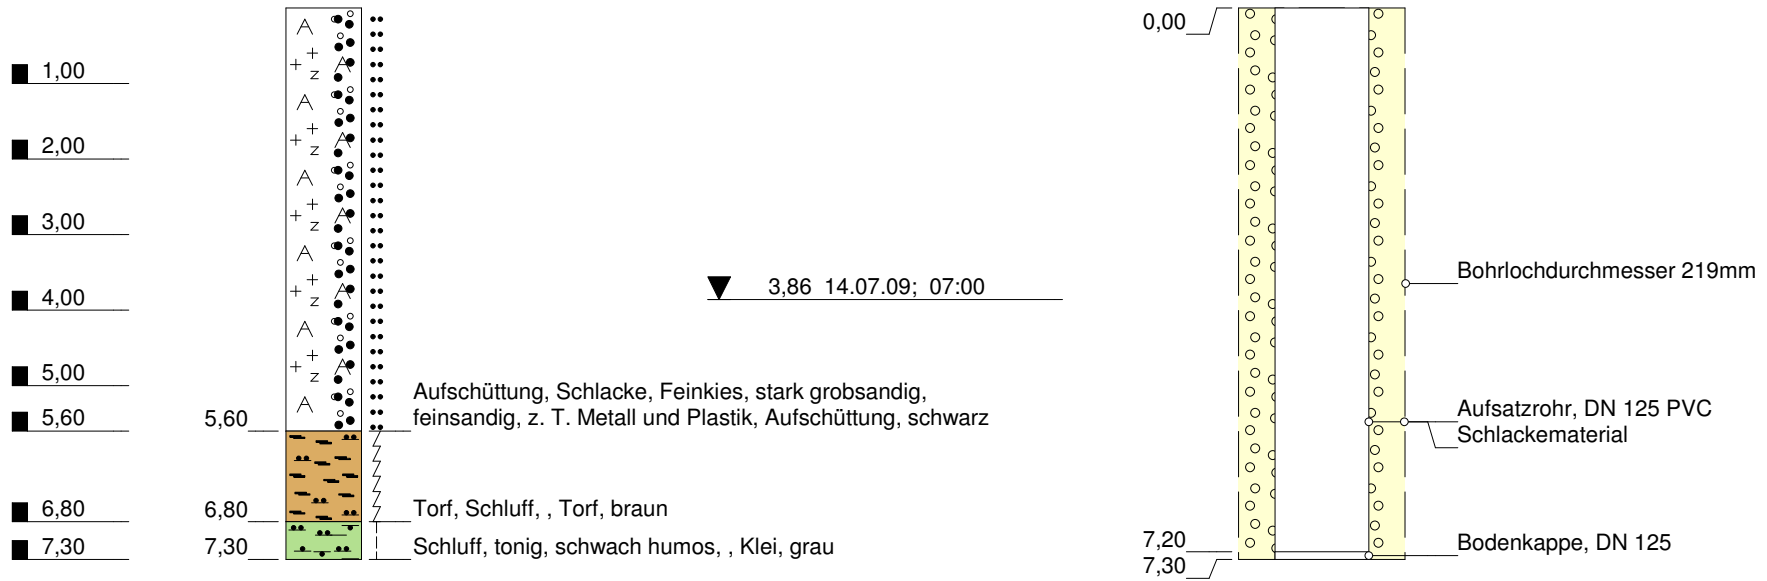 0,00
1,00
2,00
3,00
4,00
5,00
5,60
6,80
7,30
3,86 14.07.09; 07:00
5,60
Aufschüttung, Schlacke, Feinkies, stark grobsandig,
feinsandig, z. T. Metall und Plastik, Aufschüttung, schwarz
6,80
Torf, Schluff, , Torf, braun
7,30
Schluff, tonig, schwach humos, , Klei, grau
Bohrlochdurchmesser 219mm
Aufsatzrohr, DN 125 PVC
Schlackematerial
7,20
Bodenkappe, DN 125
7,30